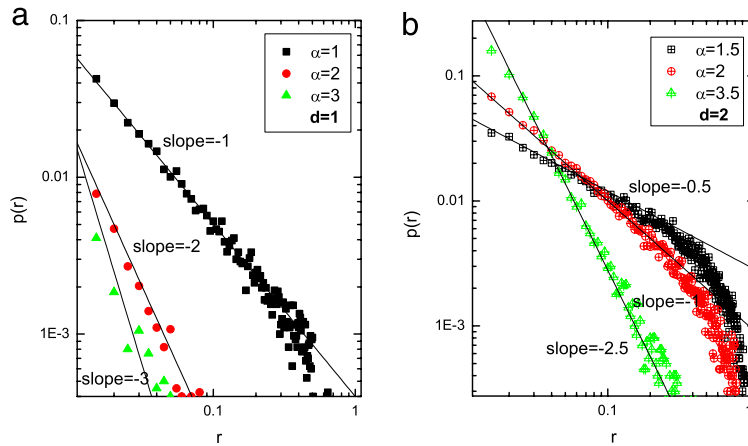 a
0.1
0.01
1E-3
p(r)
α=1
α=2
α=3
d=1
slope=-1
slope=-2
slope=-3
0.1
1
r
b
0.1
0.01
1E-3
p(r)
α=1.5
α=2
α=3.5
d=2
slope=-0.5
slope=-1
slope=-2.5
0.1
1
r